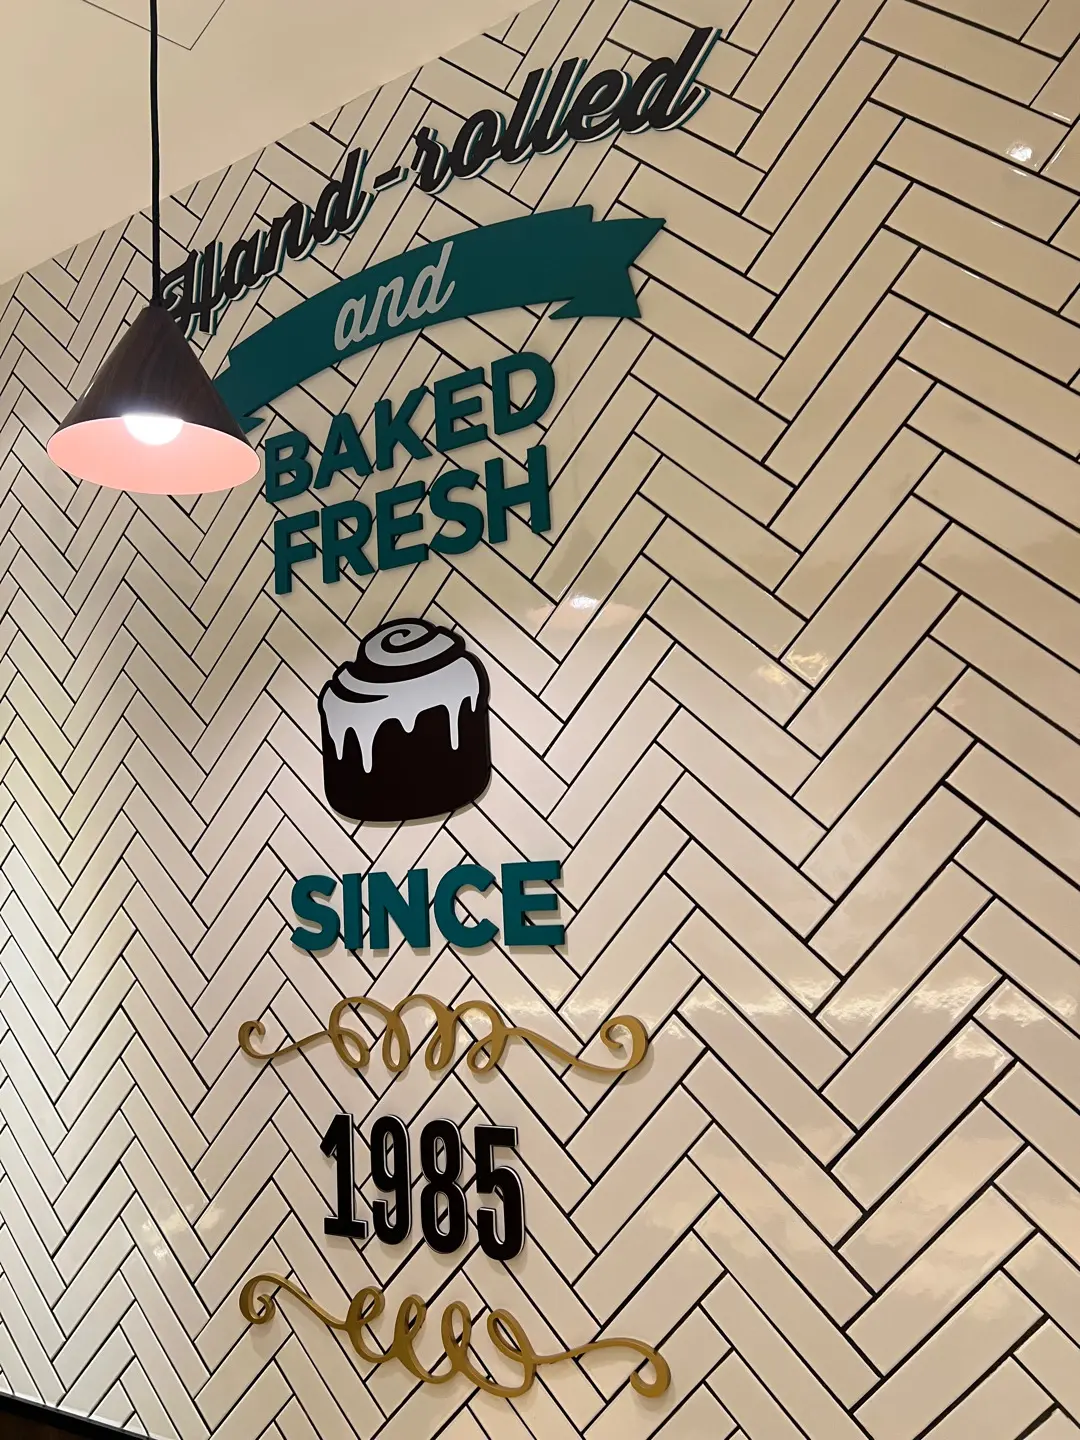 Hand-rolled
and
BAKED
FRESH
SINCE
1985